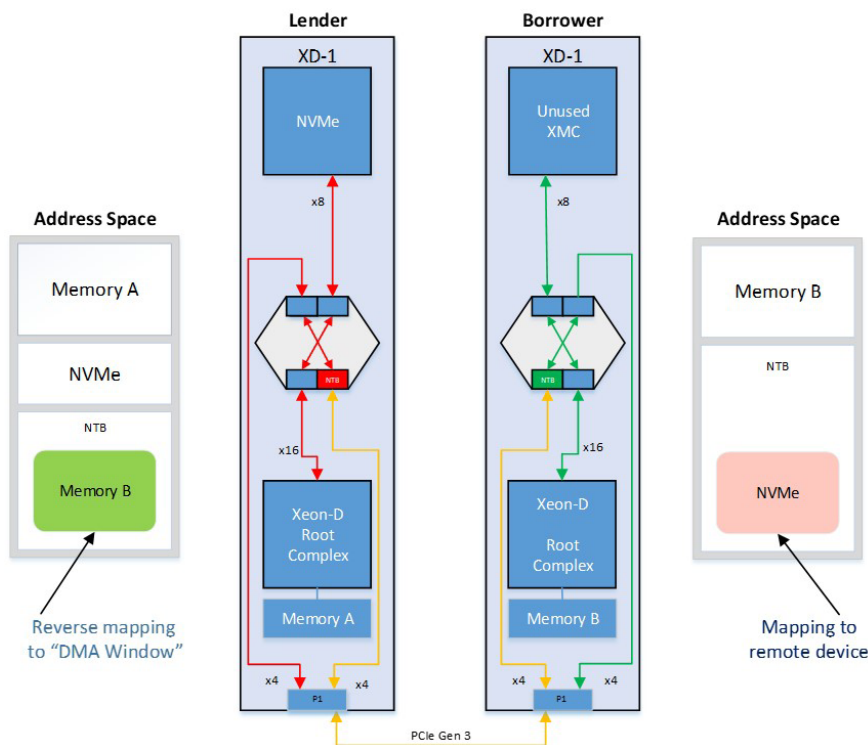 Lender
Borrower
XD-1
XD-1
NVMe
Unused
XMC
x8
x8
Address Space
Address Space
Memory A
Memory B
NVMe
NTB
NTB
NTB
NTB
Memory B
NVMe
x16
x16
Xeon-D
Root
Complex
Xeon-D
Root
Complex
Memory A
Memory B
Reverse mapping
to “DMA Window”
Mapping to
remote device
x4
x4
x4
x4
P1
P1
PCIe Gen 3